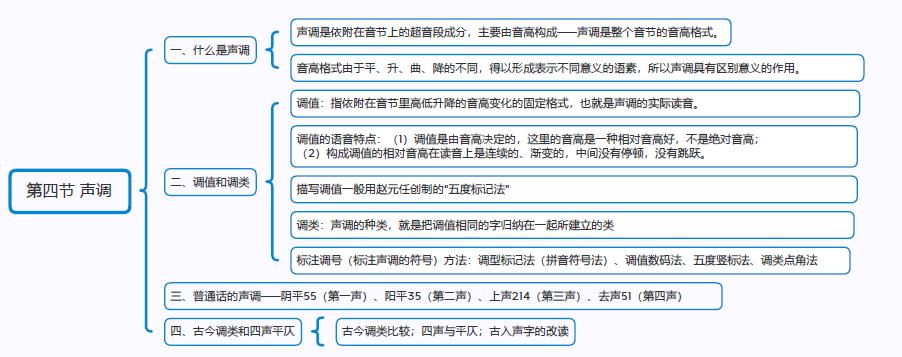 第四节 声调
一、什么是声调
声调是依附在音节上的超音段成分，主要由音高构成——声调是整个音节的音高格式。
音高格式由于平、升、曲、降的不同，得以形成表示不同意义的语素，所以声调具有区别意义的作用。
二、调值和调类
调值：指依附在音节里高低升降的音高变化的固定格式，也就是声调的实际读音。
调值的语音特点：（1）调值是由音高决定的，这里的音高是一种相对音高好，不是绝对音高；
（2）构成调值的相对音高在读音上是连续的、渐变的，中间没有停顿，没有跳跃。
描写调值一般用赵元任创制的"五度标记法"
调类：声调的种类，就是把调值相同的字归纳在一起所建立的类
标注调号（标注声调的符号）方法：调型标记法（拼音符号法）、调值数码法、五度竖标法、调类点角法
三、普通话的声调——阴平55（第一声）、阳平35（第二声）、上声214（第三声）、去声51（第四声）
四、古今调类和四声平仄
古今调类比较；四声与平仄；古入声字的改读